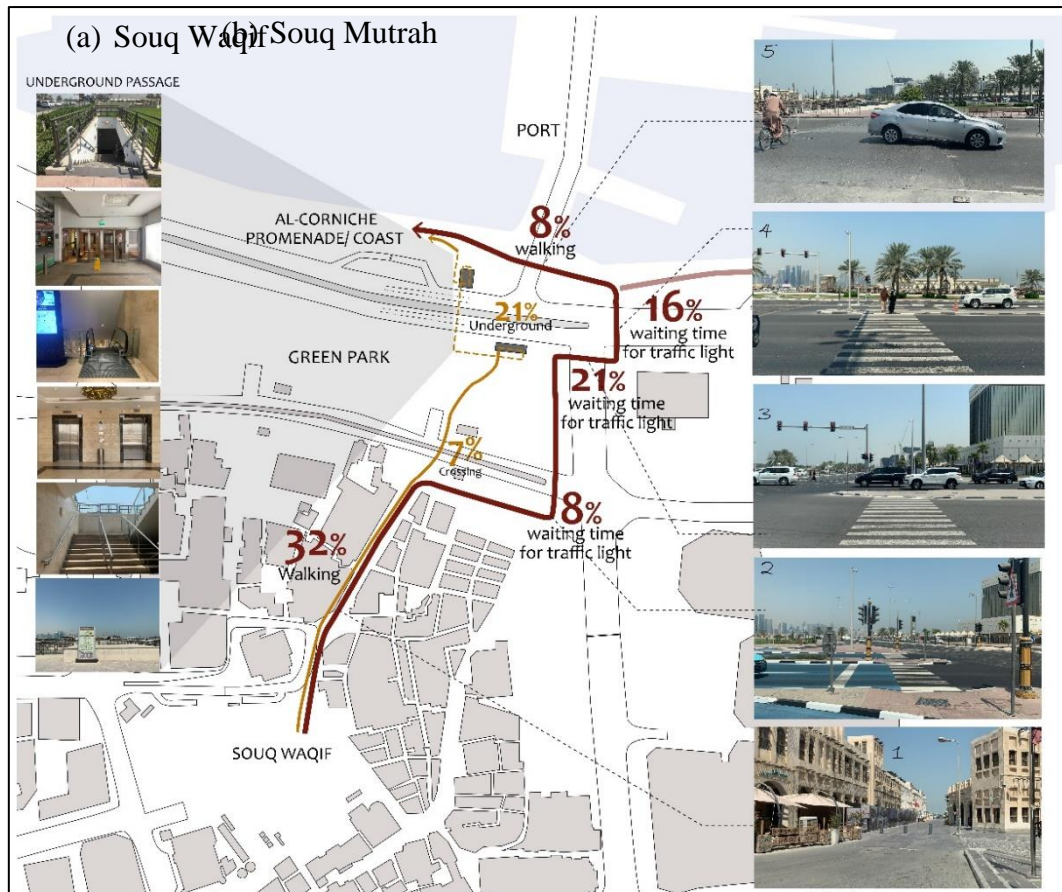 (a) Souq Waqif
(b) Souq Mutrah
UNDERGROUND PASSAGE
5
PORT
AL-CORNICHE
PROMENADE/ COAST
8%
walking
4
16%
waiting time
for traffic light
21%
Underground
GREEN PARK
21%
waiting time
for traffic light
3
7%
Crossing
8%
waiting time
for traffic light
32%
Walking
2
SOUQ WAQIF
1